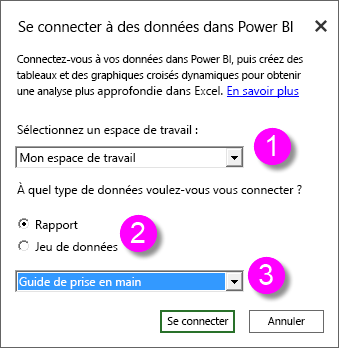 Se connecter à des données dans Power BI
Connectez-vous à vos données dans Power BI, puis créez des
tableaux et des graphiques croisés dynamiques pour obtenir
une analyse plus approfondie dans Excel. En savoir plus
Sélectionnez un espace de travail :
1
Mon espace de travail
À quel type de données voulez-vous vous connecter ?
Rapport
2
Jeu de données
3
Guide de prise en main
Se connecter Annuler